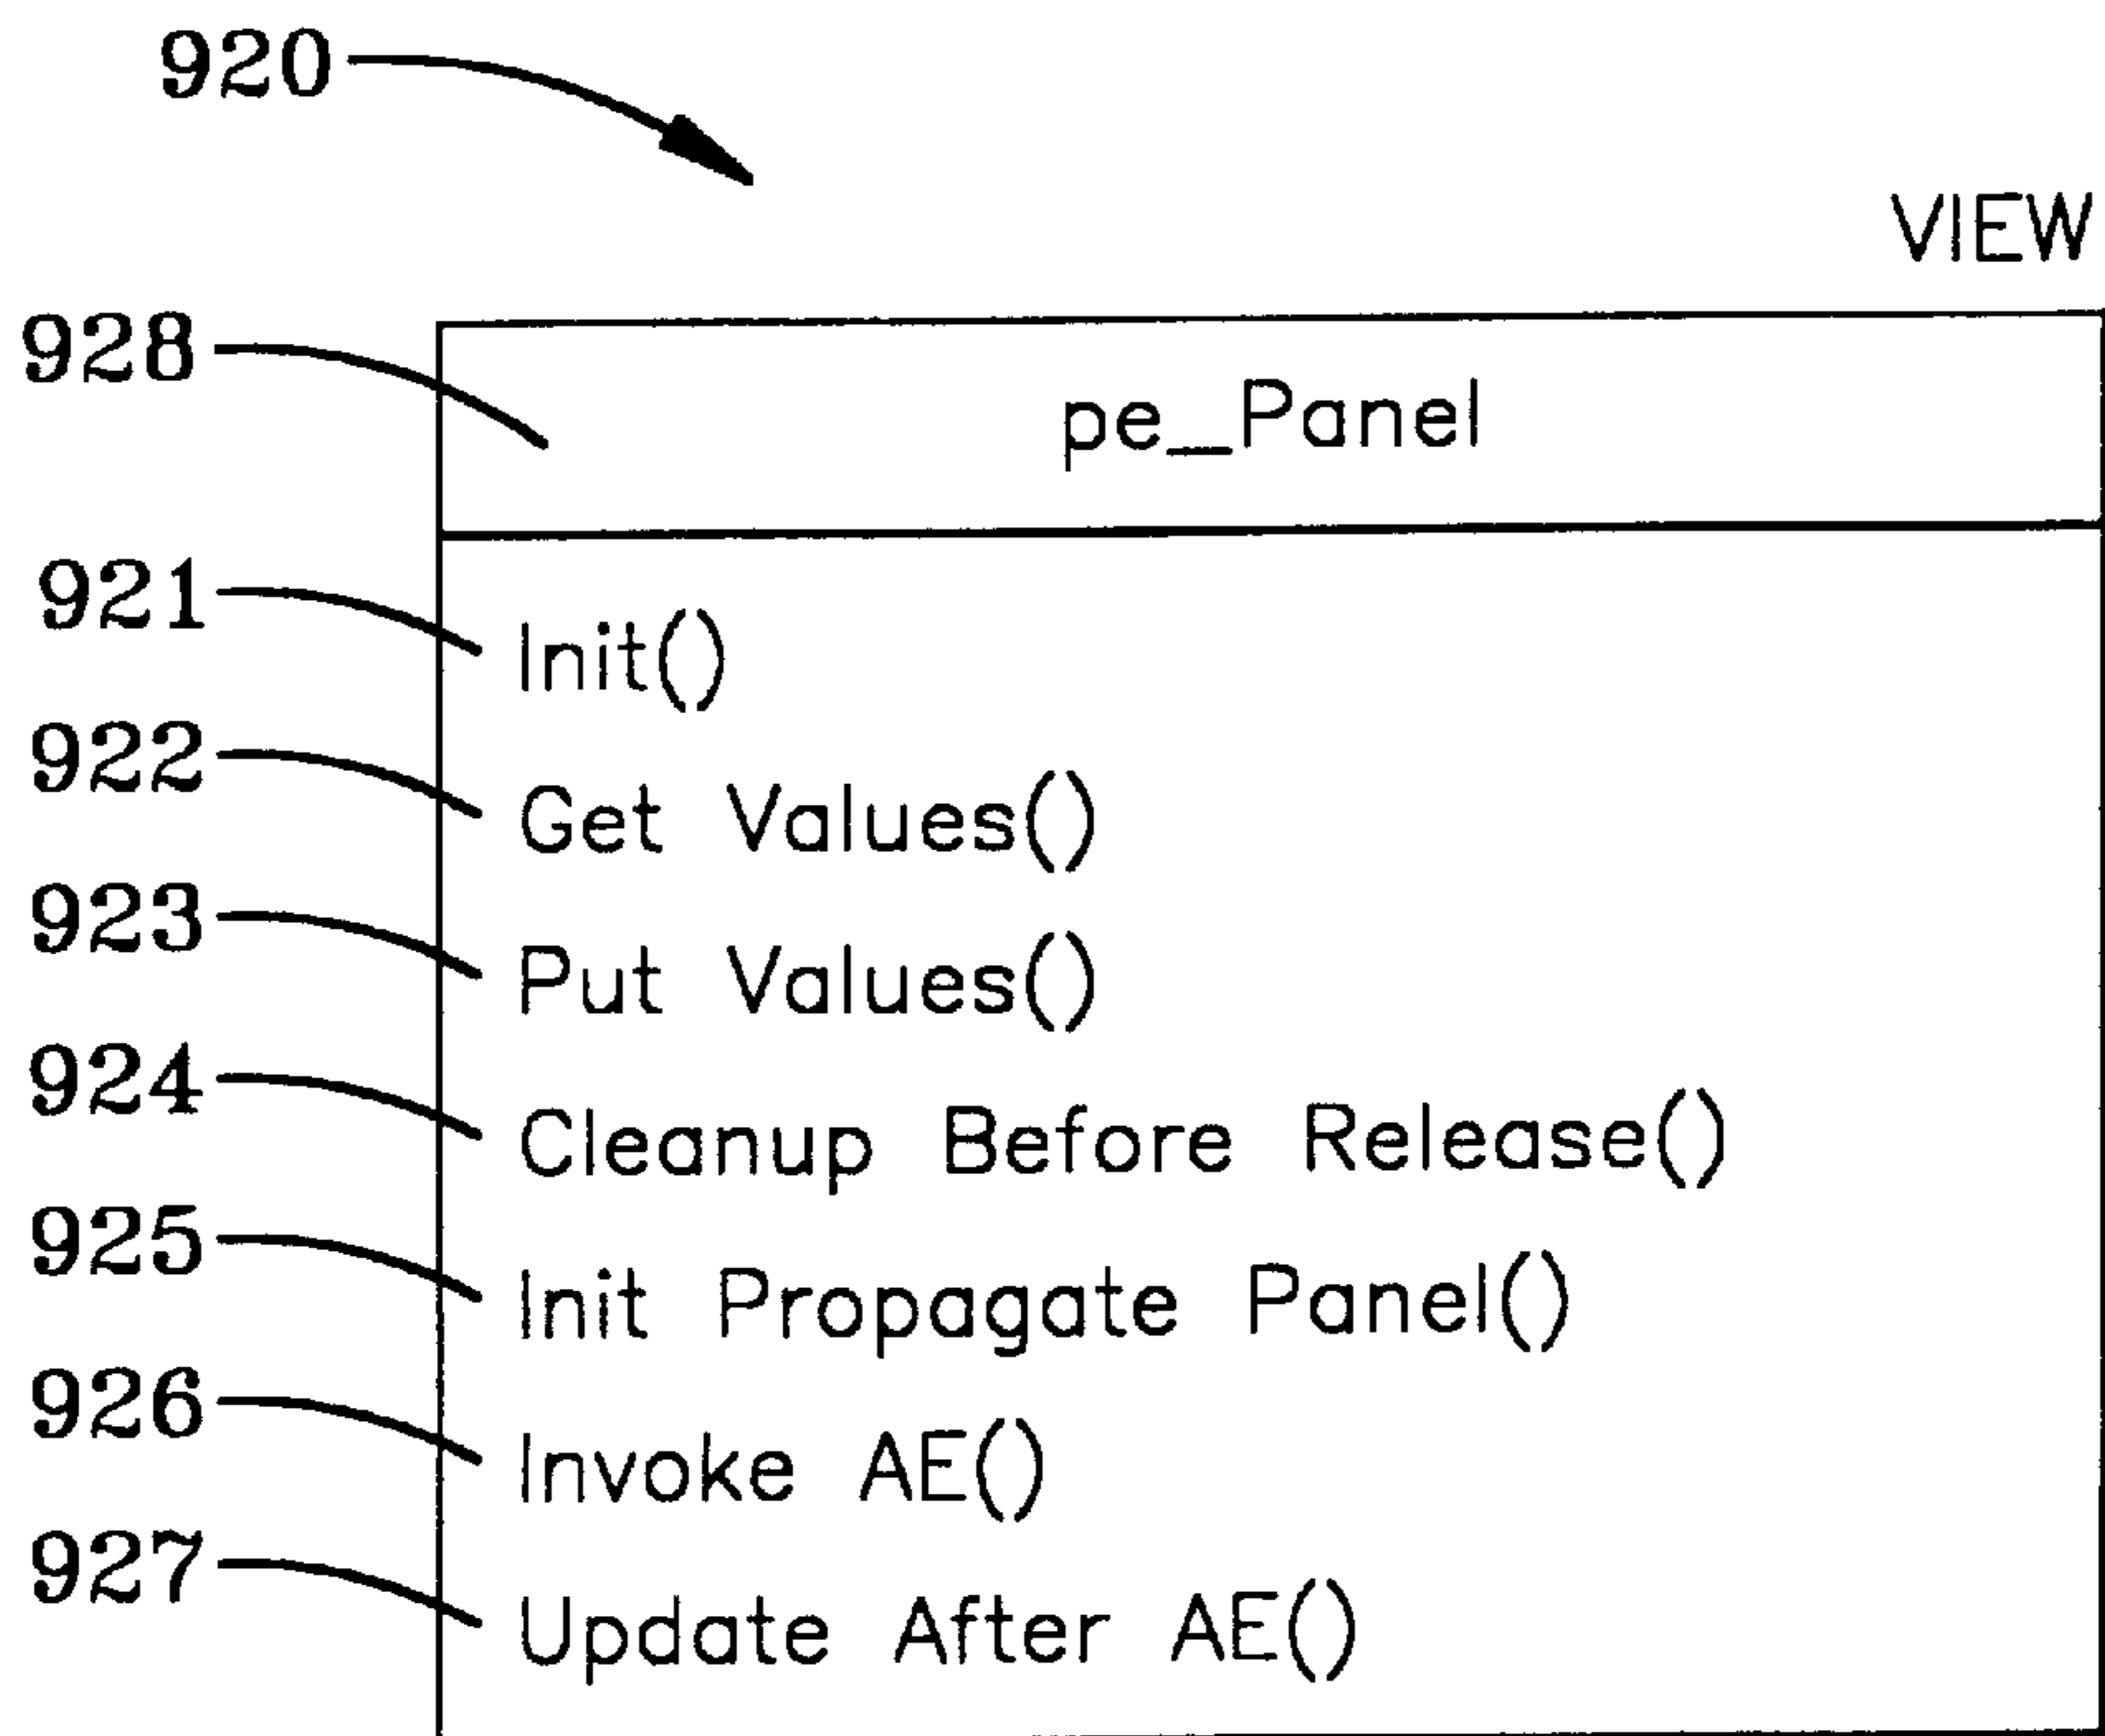 920
VIEW
928 pe_Panel
921 Init()
922 Get Values()
923 Put Values()
924 Cleanup Before Release()
925 Init Propagate Panel()
926 Invoke AE()
927 Update After AE()